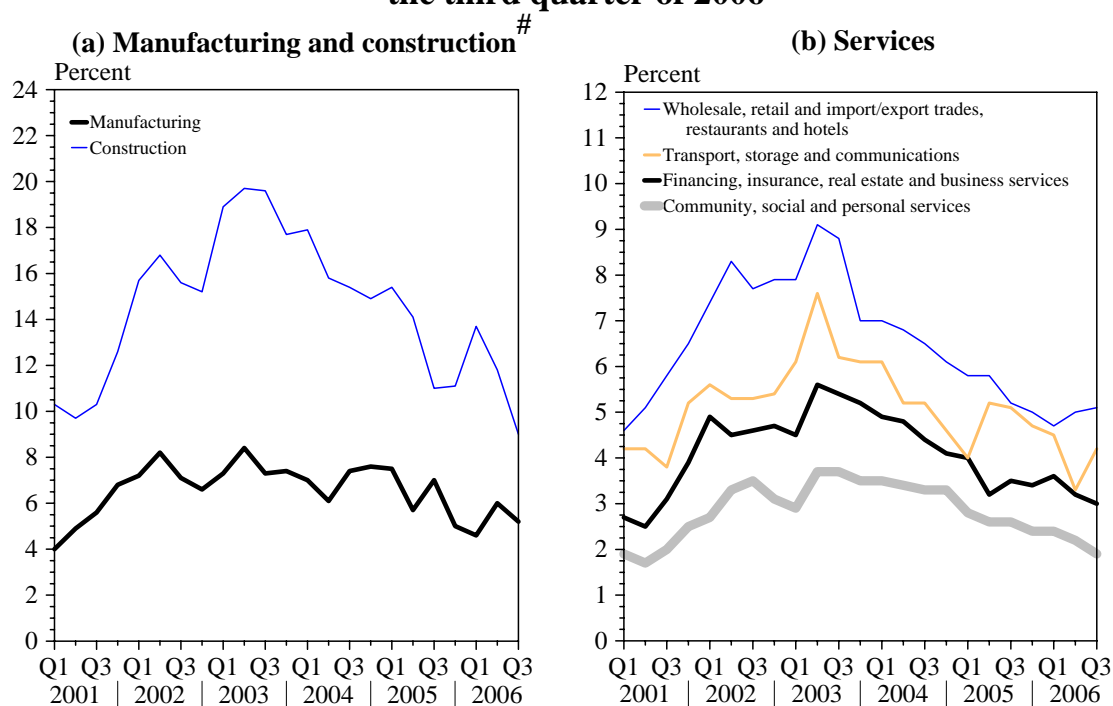 the third quarter of 2006
(a) Manufacturing and construction#
(b) Services
Percent
24
22
20
18
16
14
12
10
8
6
4
2
0
Manufacturing
Construction
Q1 Q3 Q1 Q3 Q1 Q3 Q1 Q3 Q1 Q3 Q1 Q3
2001 2002 2003 2004 2005 2006
Percent
12
11
10
9
8
7
6
5
4
3
2
1
0
Wholesale, retail and import/export trades,
restaurants and hotels
Transport, storage and communications
Financing, insurance, real estate and business services
Community, social and personal services
Q1 Q3 Q1 Q3 Q1 Q3 Q1 Q3 Q1 Q3 Q1 Q3
2001 2002 2003 2004 2005 2006